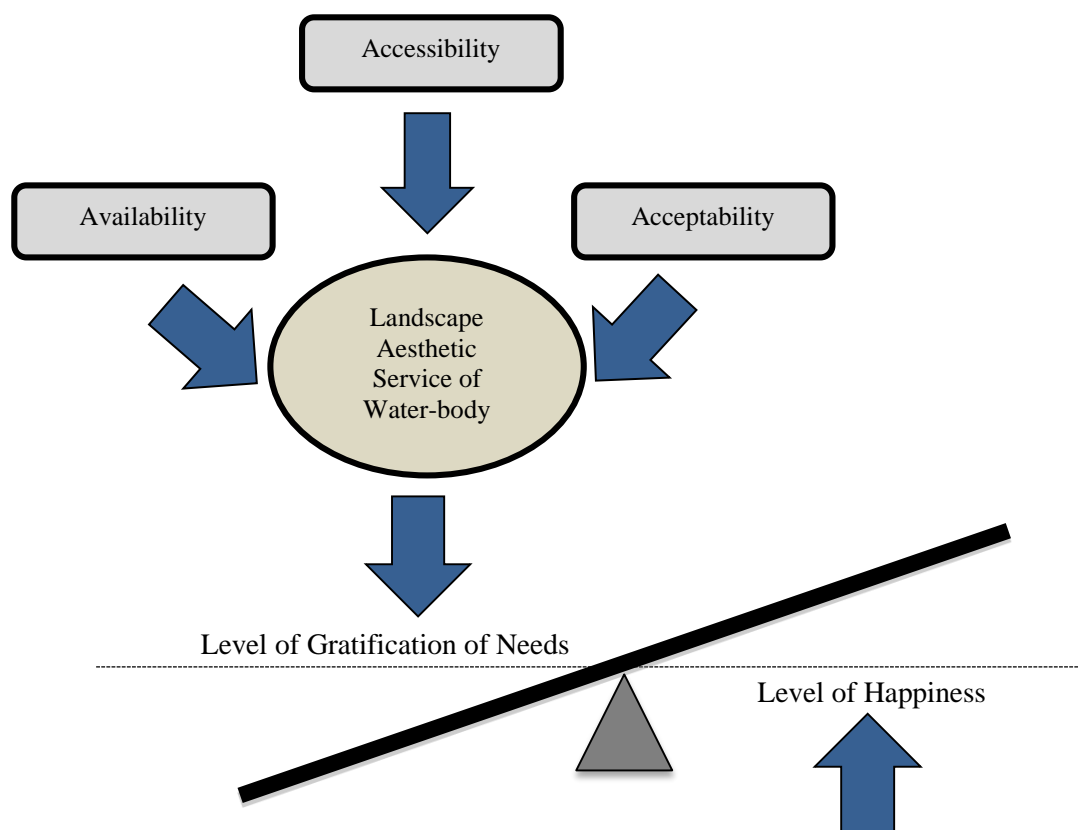 Accessibility
Availability
Acceptability
Landscape
Aesthetic
Service of
Water-body
Level of Gratification of Needs
Level of Happiness